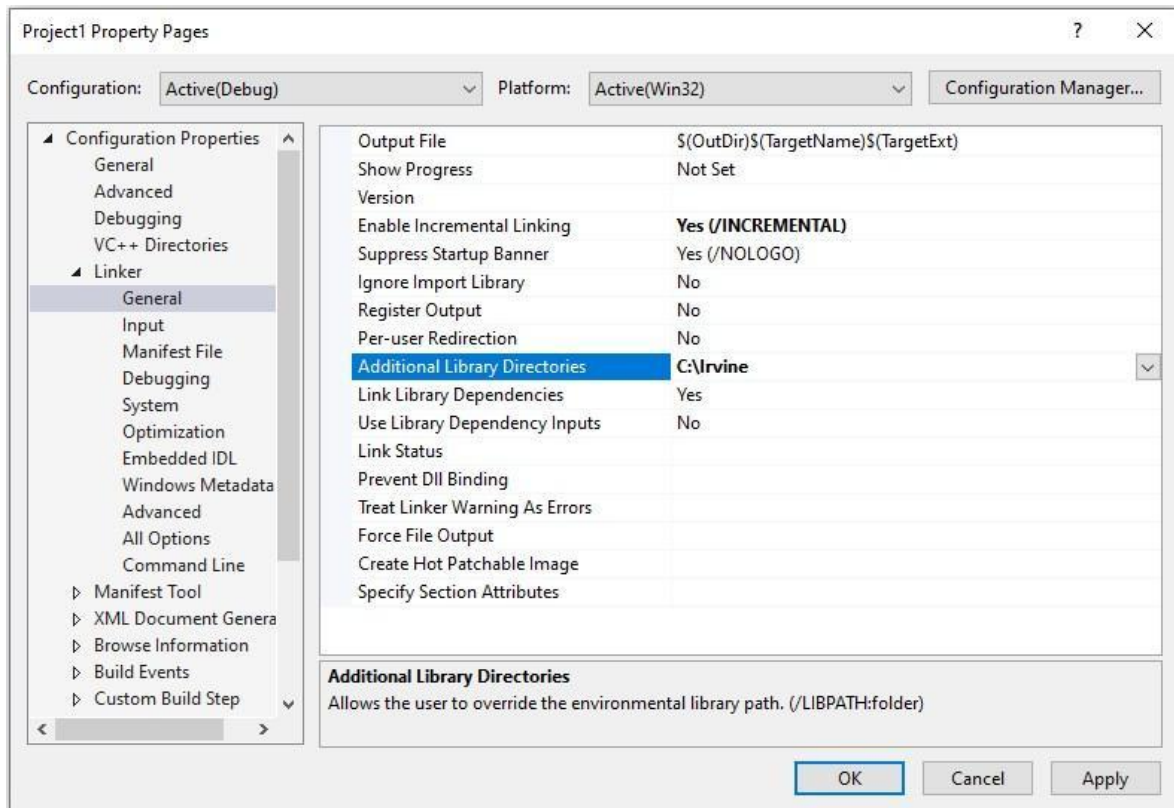 Project1 Property Pages
?
Configuration: Active(Debug) Platform: Active(Win32) Configuration Manager...
Configuration Properties
General
Advanced
Debugging
VC++ Directories
Linker
General
Input
Manifest File
Debugging
System
Optimization
Embedded IDL
Windows Metadata
Advanced
All Options
Command Line
Manifest Tool
XML Document Genera
Browse Information
Build Events
Custom Build Step
Output File $(OutDir)$(TargetName)$(TargetExt)
Show Progress Not Set
Version
Enable Incremental Linking Yes (/INCREMENTAL)
Suppress Startup Banner Yes (/NOLOGO)
Ignore Import Library No
Register Output No
Per-user Redirection No
Additional Library Directories C:\Irvine
Link Library Dependencies Yes
Use Library Dependency Inputs No
Link Status
Prevent Dll Binding
Treat Linker Warning As Errors
Force File Output
Create Hot Patchable Image
Specify Section Attributes
Additional Library Directories
Allows the user to override the environmental library path. (/LIBPATH:folder)
OK Cancel Apply